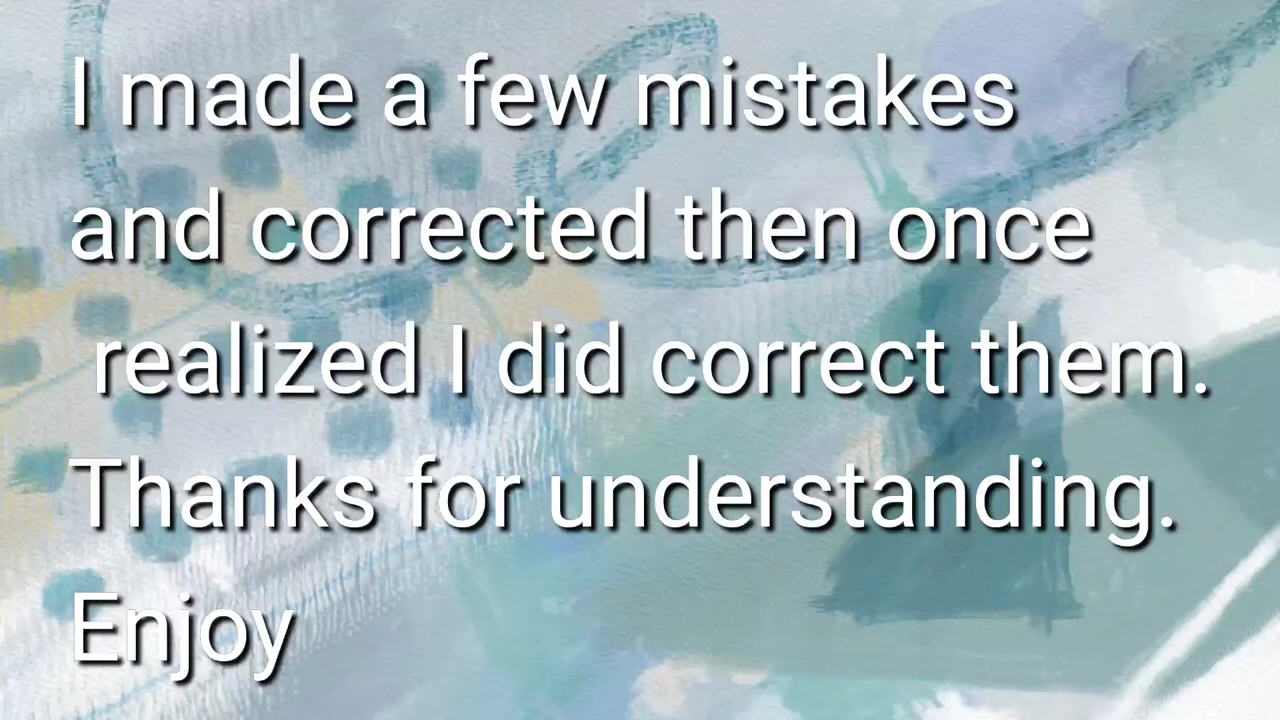 I made a few mistakes
and corrected then once
realized I did correct them.
Thanks for understanding.
Enjoy